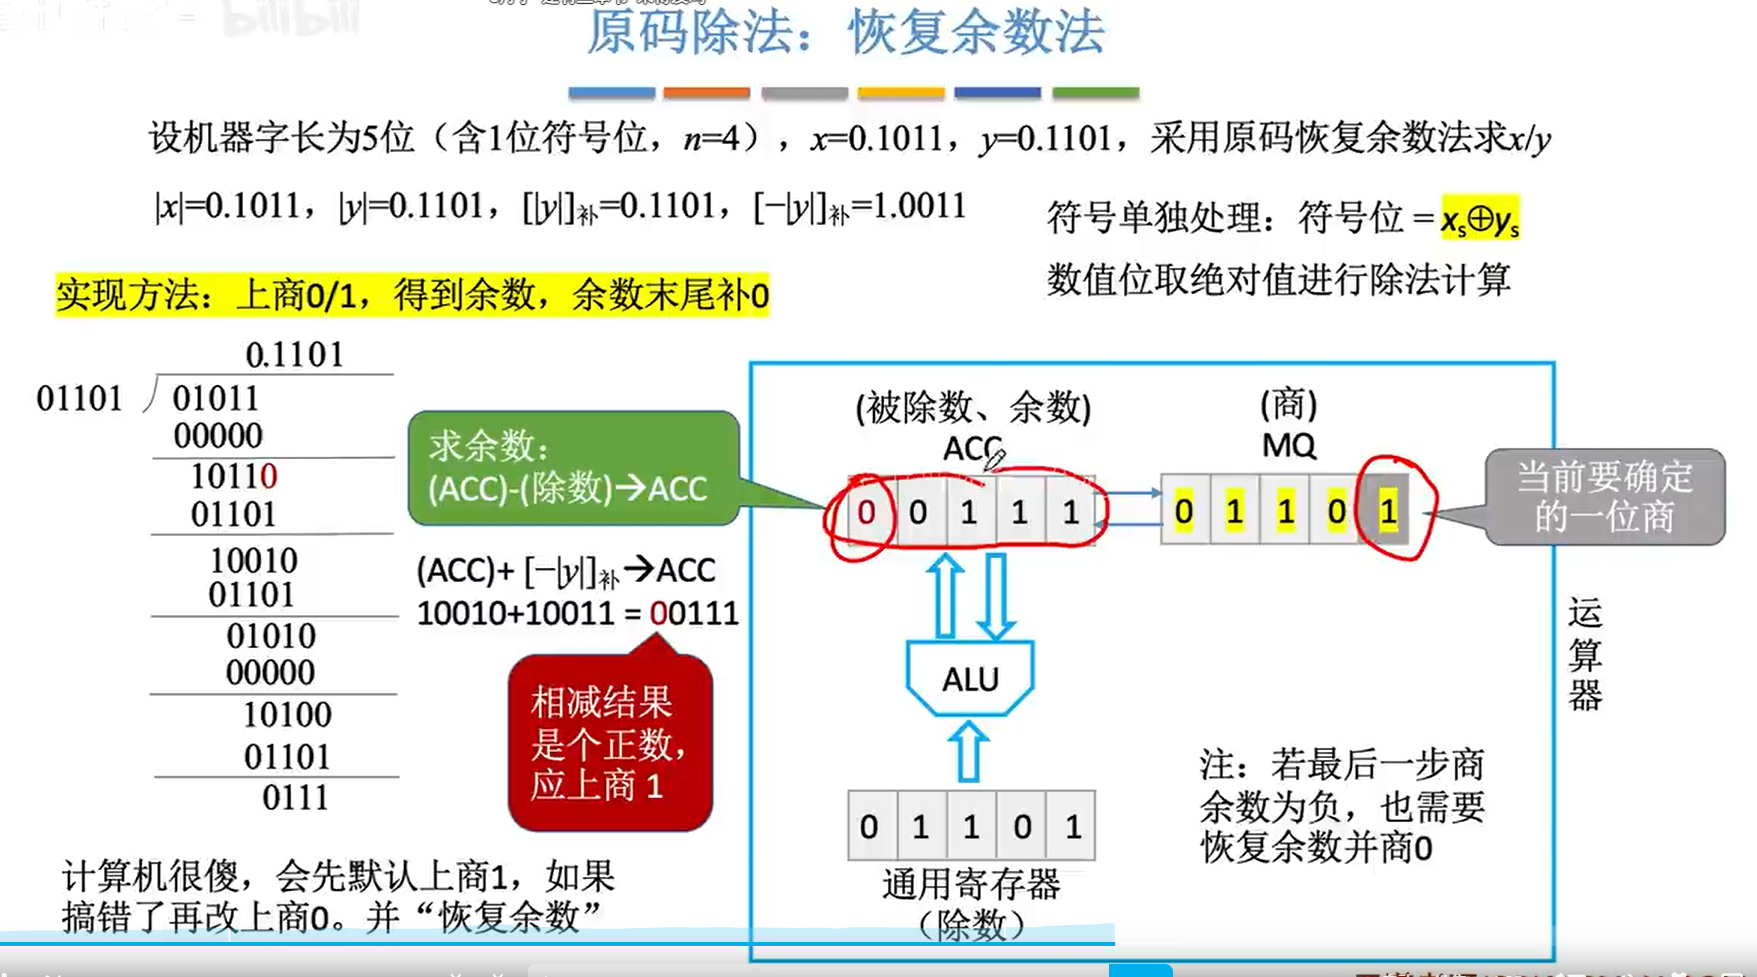 bilibili
原码除法：恢复余数法
设机器字长为5位（含1位符号位，n=4），x=0.1011，y=0.1101，采用原码恢复余数法求x/y
|x|=0.1011，|y|=0.1101，[|y|]补=0.1101，[−|y|]补=1.0011
符号单独处理：符号位 = xs⊕ys
数值位取绝对值进行除法计算
实现方法：上商0/1，得到余数，余数末尾补0
0.1101
01101
01011
00000
10110
01101
10010
01101
01010
00000
10100
01101
0111
求余数：
(ACC)-(除数)→ACC
(ACC)+ [−|y|]补→ACC
10010+10011 = 00111
相减结果
是个正数，
应上商 1
计算机很傻，会先默认上商1，如果
搞错了再改上商0。并“恢复余数”
(被除数、余数)
ACC
0 0 1 1 1
(商)
MQ
0 1 1 0 1
当前要确定
的一位商
ALU
0 1 1 0 1
通用寄存器
（除数）
运算器
注：若最后一步商
余数为负，也需要
恢复余数并商0